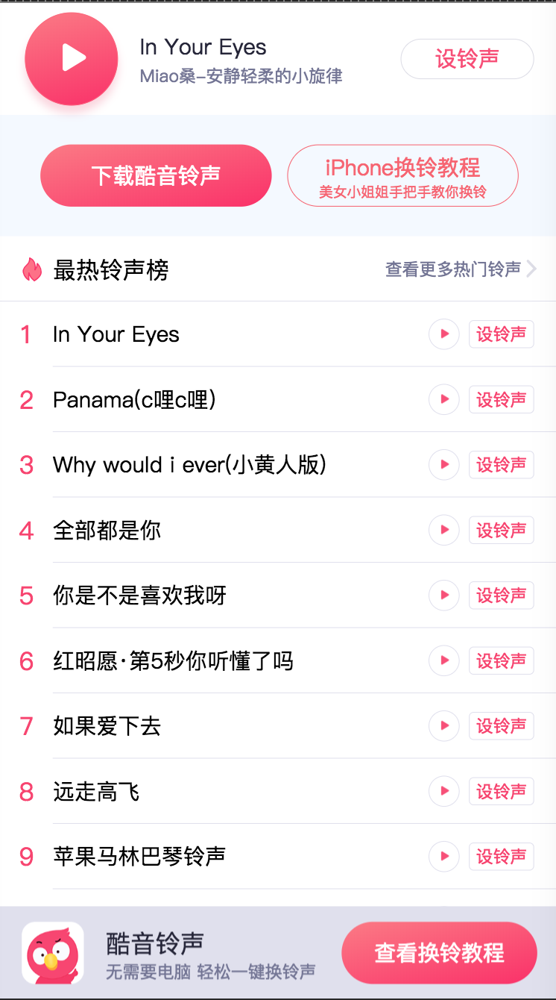 In Your Eyes
设铃声
Miao桑–安静轻柔的小旋律
下载酷音铃声
iPhone换铃教程
美女小姐姐手把手教你换铃
最热铃声榜
查看更多热门铃声
1 In Your Eyes 设铃声
2 Panama(c哩c哩) 设铃声
3 Why would i ever(小黄人版) 设铃声
4 全部都是你 设铃声
5 你是不是喜欢我呀 设铃声
6 红昭愿·第5秒你听懂了吗 设铃声
7 如果爱下去 设铃声
8 远走高飞 设铃声
9 苹果马林巴琴铃声 设铃声
酷音铃声
无需要电脑 轻松一键换铃声
查看换铃教程